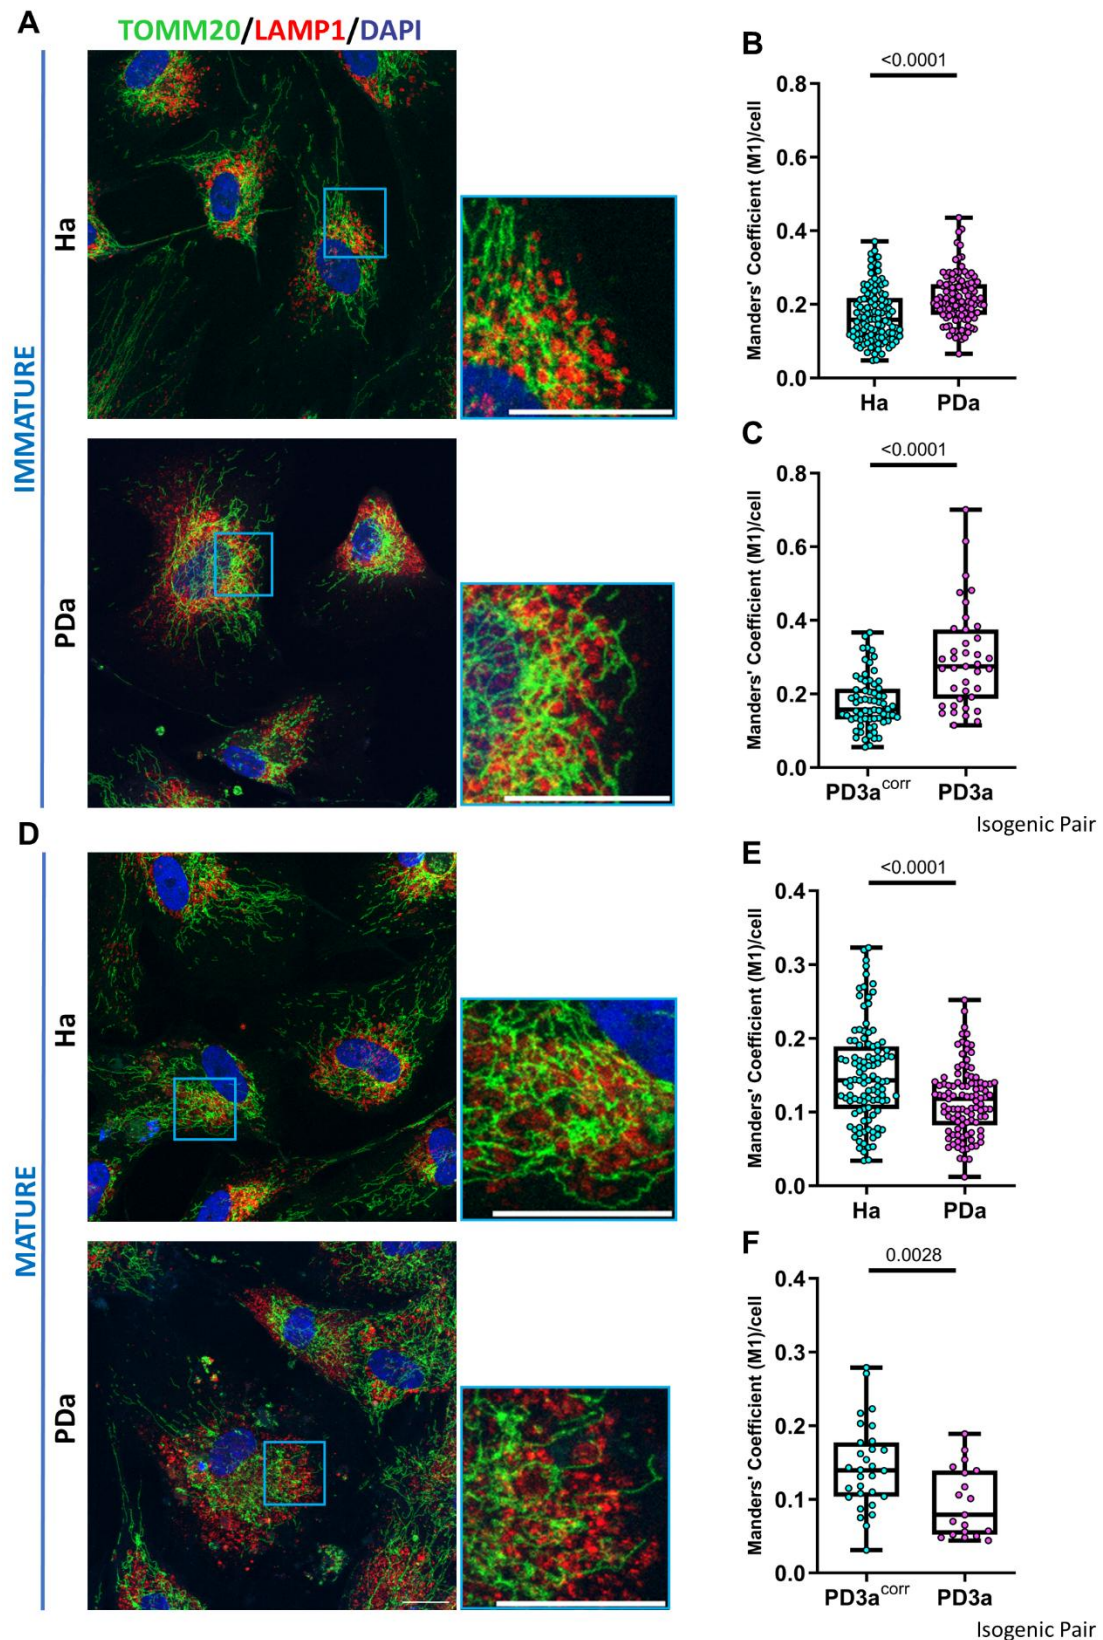 A
TOMM20/LAMP1/DAPI
IMMATURE
Ha
PDa
B
<0.0001
Manders' Coefficient (M1)/cell
0.8
0.6
0.4
0.2
0.0
Ha PDa
C
<0.0001
Manders' Coefficient (M1)/cell
0.8
0.6
0.4
0.2
0.0
PD3acorr PD3a
Isogenic Pair
D
MATURE
Ha
PDa
E
<0.0001
Manders' Coefficient (M1)/cell
0.4
0.3
0.2
0.1
0.0
Ha PDa
F
0.0028
Manders' Coefficient (M1)/cell
0.4
0.3
0.2
0.1
0.0
PD3acorr PD3a
Isogenic Pair